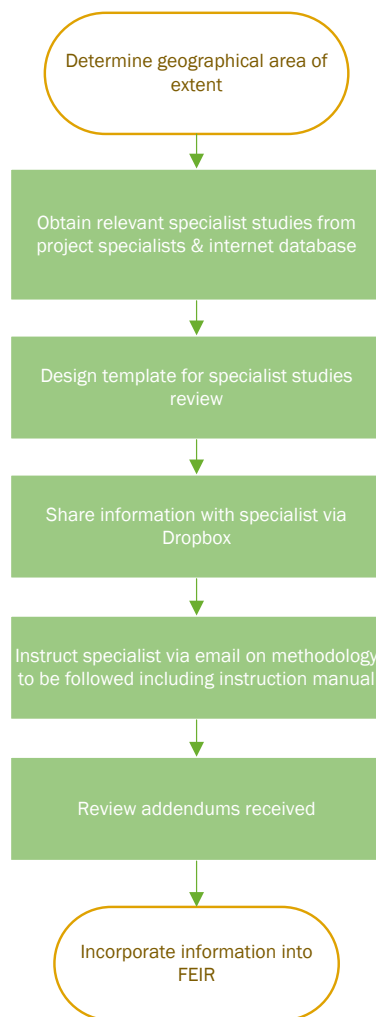 Determine geographical area of
extent
Obtain relevant specialist studies from
project specialists & internet database
Design template for specialist studies
review
Share information with specialist via
Dropbox
Instruct specialist via email on methodology
to be followed including instruction manual
Review addendums received
Incorporate information into
FEIR